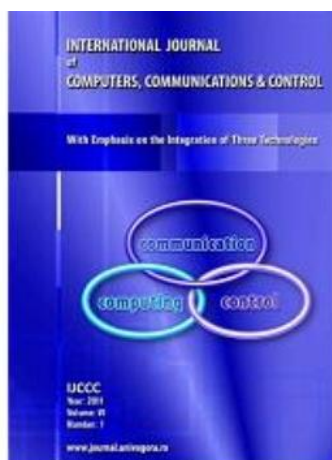 INTERNATIONAL JOURNAL
of
COMPUTERS, COMMUNICATIONS & CONTROL
With Emphasis on the Integration of Three Technologies
communication
computing
control
IJCCC
Year: 2011
Volume: VI
Number: 1
www.journal.univagora.ro